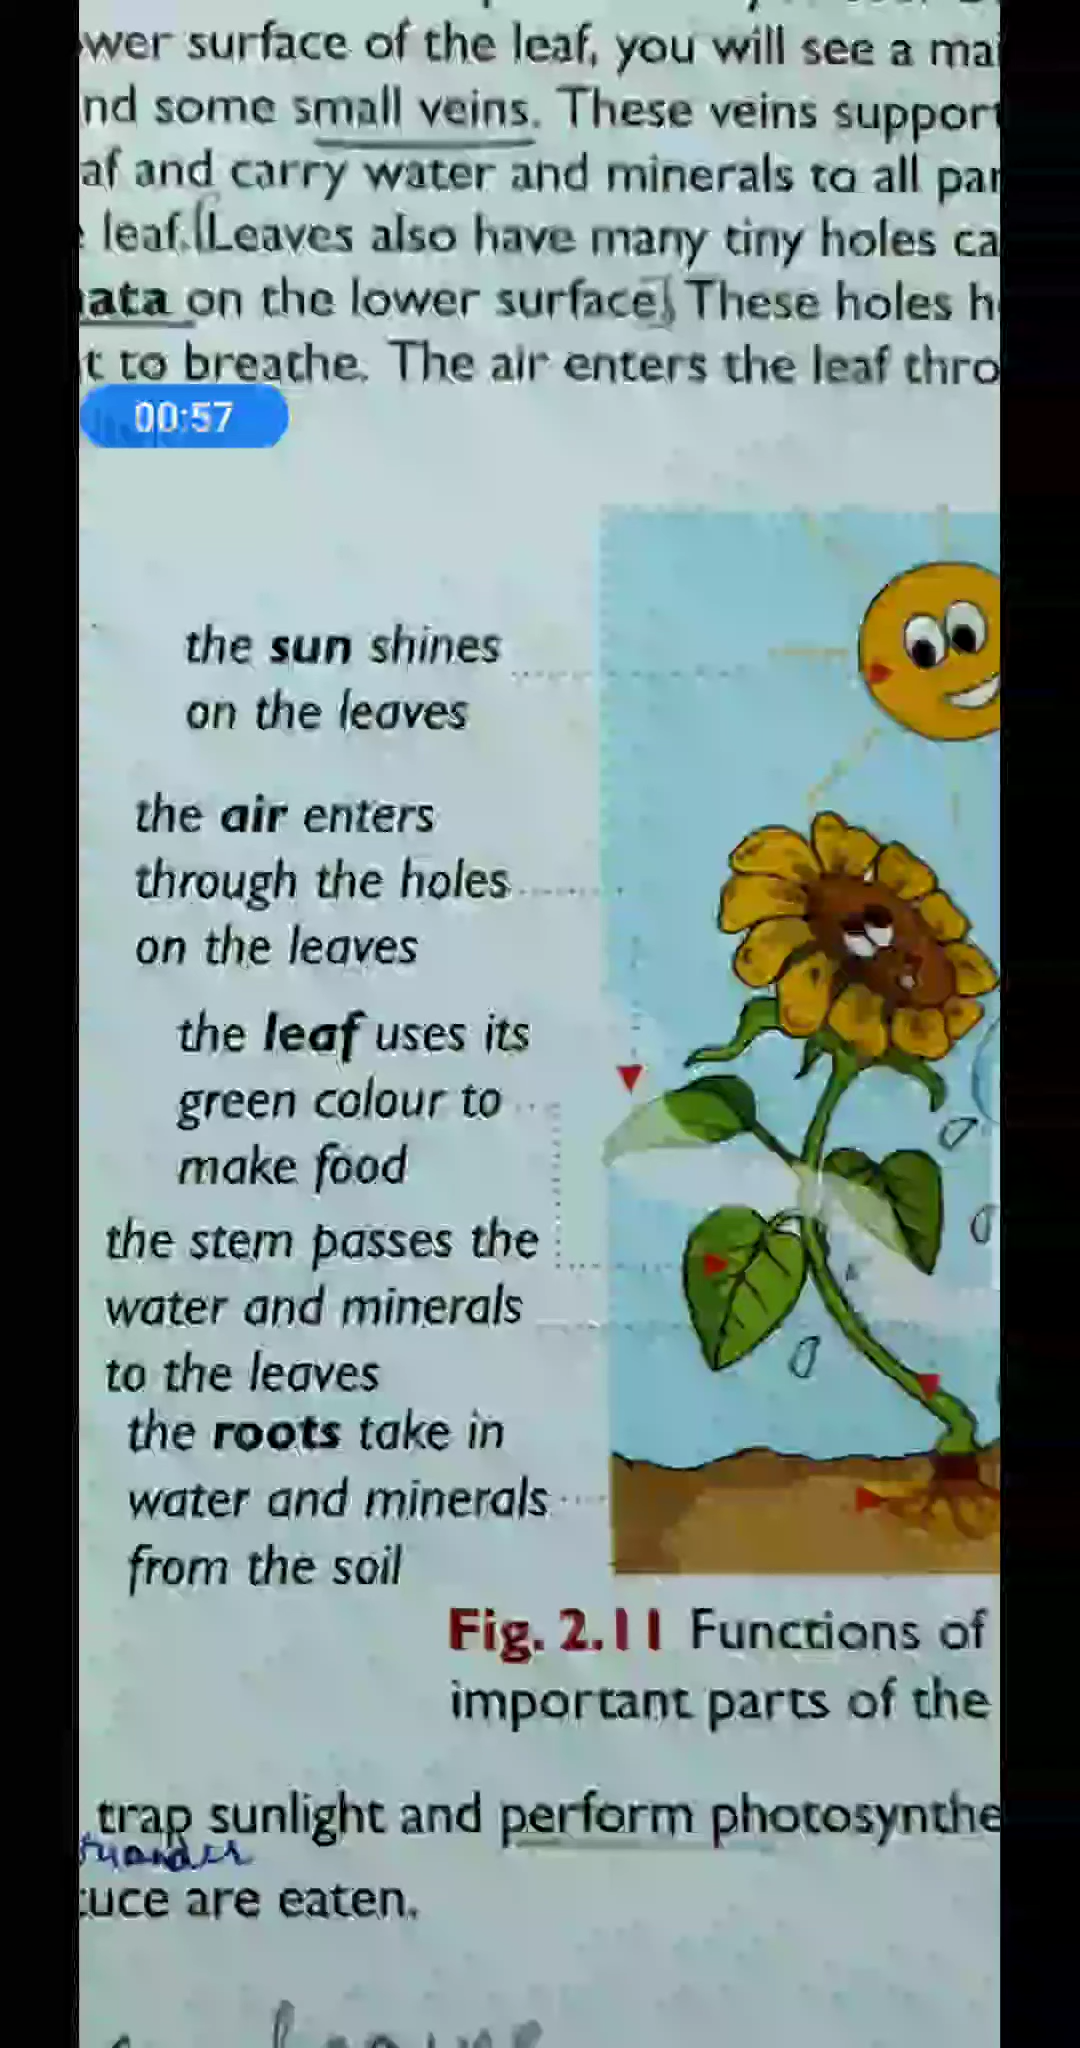 wer surface of the leaf, you will see a mai
nd some small veins. These veins support
af and carry water and minerals to all par
leaf. (Leaves also have many tiny holes ca
ata on the lower surface) These holes h
t to breathe. The air enters the leaf thro
00:57
the sun shines
on the leaves
the air enters
through the holes
on the leaves
the leaf uses its
green colour to
make food
the stem passes the
water and minerals
to the leaves
the roots take in
water and minerals
from the soil
Fig. 2.11 Functions of
important parts of the
trap sunlight and perform photosynthe
tuce are eaten.